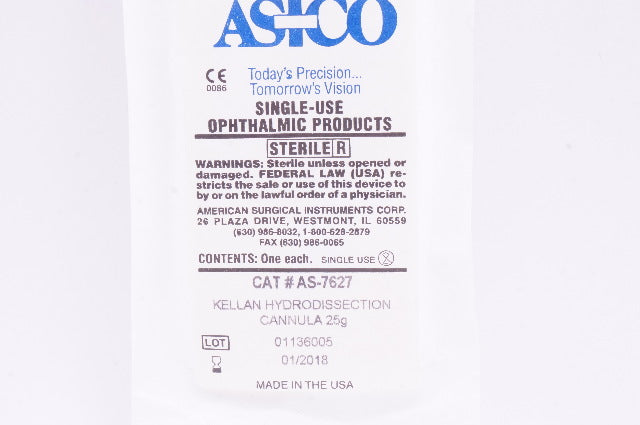 ASICO
CE
0086
Today's Precision...
Tomorrow's Vision
SINGLE-USE
OPHTHALMIC PRODUCTS
STERILE R
WARNINGS: Sterile unless opened or
damaged. FEDERAL LAW (USA) re-
stricts the sale or use of this device to
by or on the lawful order of a physician.
AMERICAN SURGICAL INSTRUMENTS CORP.
26 PLAZA DRIVE, WESTMONT, IL 60559
(630) 986-8032, 1-800-628-2879
FAX (630) 986-0065
CONTENTS: One each. SINGLE USE 2
CAT # AS-7627
KELLAN HYDRODISSECTION
CANNULA 25g
LOT 01136005
01/2018
MADE IN THE USA